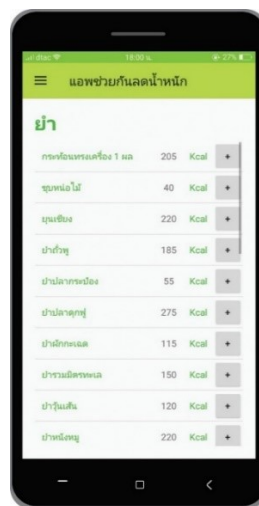 dtac 18:00 น. 27%
แอพช่วยกันลดน้ำหนัก
ยำ
กระท้อนทรงเครื่อง 1 ผล 205 Kcal +
ซุบหน่อไม้ 40 Kcal +
กุนเชียง 220 Kcal +
ยำถั่วพู 185 Kcal +
ยำปลากระป๋อง 55 Kcal +
ยำปลาดุกฟู 275 Kcal +
ยำผักกะเฉด 115 Kcal +
ยำรวมมิตรทะเล 150 Kcal +
ยำวุ้นเส้น 120 Kcal +
ยำหนังหมู 220 Kcal +